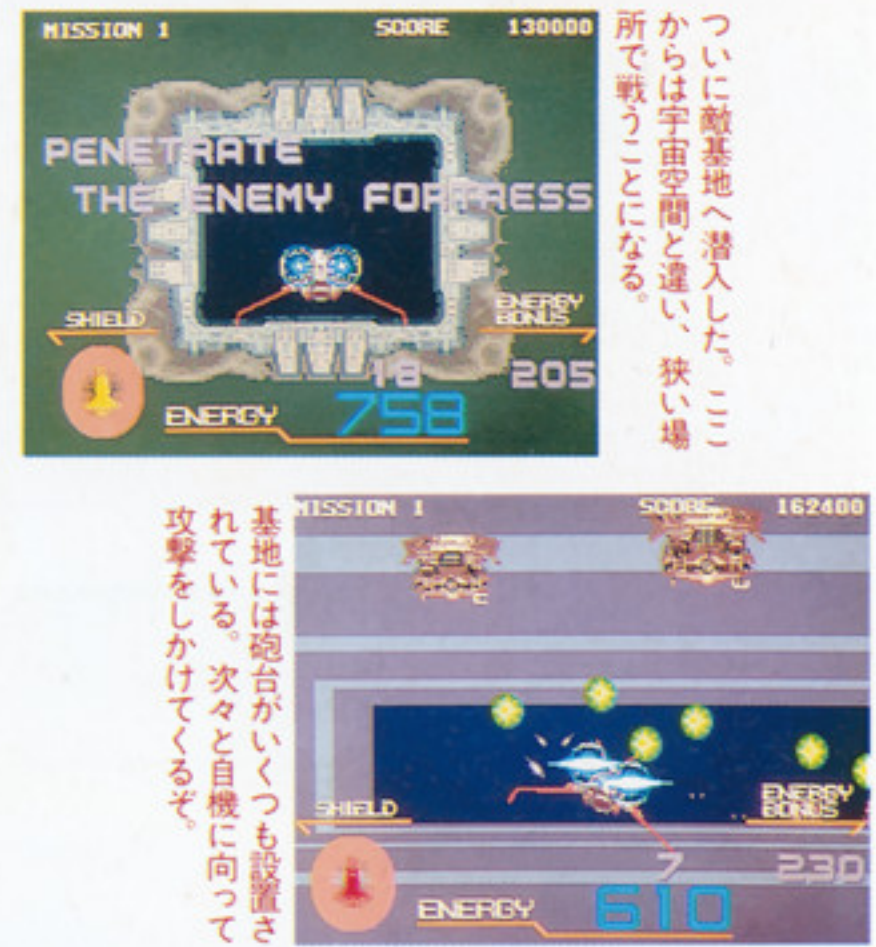 MISSION 1 SCORE 130000
PENETRATE
THE ENEMY FORTRESS
SHIELD
ENERGY
BONUS
18 205
ENERGY 758
ついに敵基地へ潜入した。ここ
からは宇宙空間と違い、狭い場
所で戦うことになる。
MISSION 1 SCORE 162400
SHIELD
ENERGY
BONUS
7 230
ENERGY 610
基地には砲台がいくつも設置さ
れている。次々と自機に向って
攻撃をしかけてくるぞ。